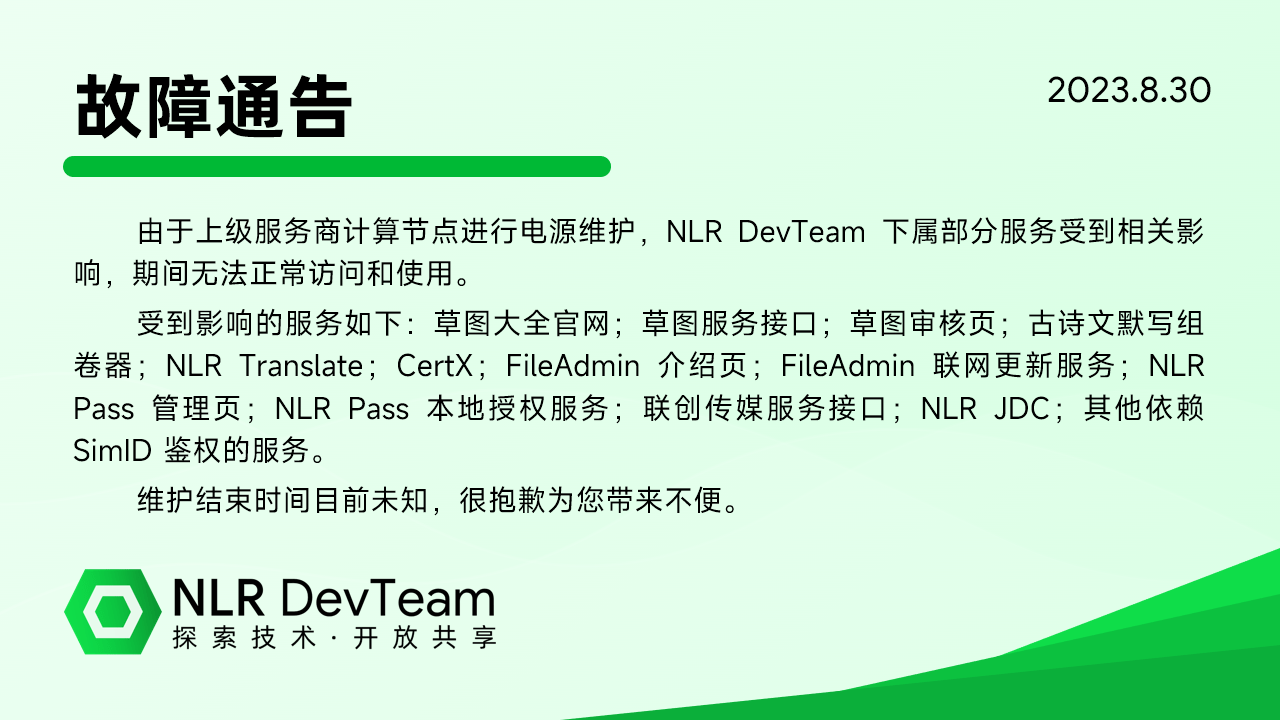 故障通告
2023.8.30
由于上级服务商计算节点进行电源维护，NLR DevTeam 下属部分服务受到相关影
响，期间无法正常访问和使用。
受到影响的服务如下：草图大全官网；草图服务接口；草图审核页；古诗文默写组
卷器；NLR Translate；CertX；FileAdmin 介绍页；FileAdmin 联网更新服务；NLR
Pass 管理页；NLR Pass 本地授权服务；联创传媒服务接口；NLR JDC；其他依赖
SimID 鉴权的服务。
维护结束时间目前未知，很抱歉为您带来不便。
NLR DevTeam
探索技术·开放共享